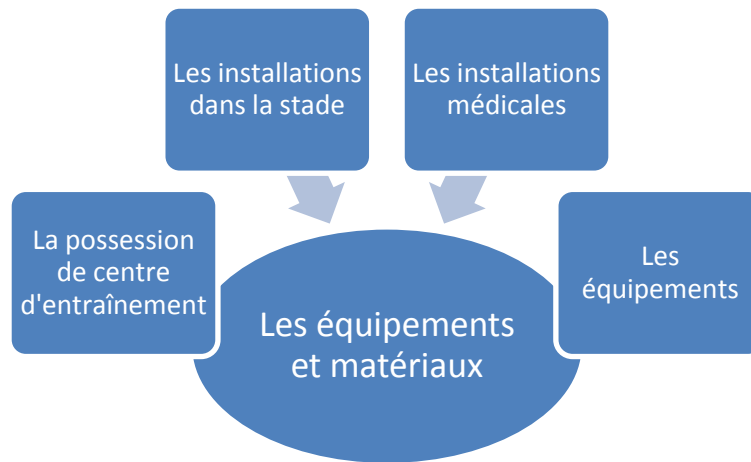 Les installations
dans la stade
Les installations
médicales
La possession
de centre
d'entraînement
Les
équipements
Les équipements
et matériaux